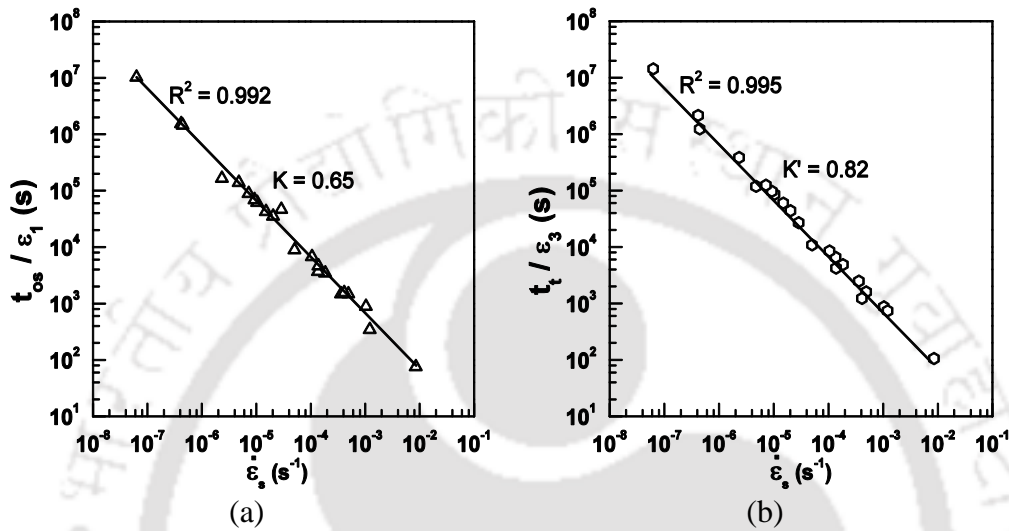 10⁸
10⁷
10⁶
10⁵
10⁴
10³
10²
10¹
t_os / ε₁ (s)
R² = 0.992
K = 0.65
10⁻⁸ 10⁻⁷ 10⁻⁶ 10⁻⁵ 10⁻⁴ 10⁻³ 10⁻² 10⁻¹
ε̇_s (s⁻¹)
(a)
10⁸
10⁷
10⁶
10⁵
10⁴
10³
10²
10¹
t_t / ε₃ (s)
R² = 0.995
K' = 0.82
10⁻⁸ 10⁻⁷ 10⁻⁶ 10⁻⁵ 10⁻⁴ 10⁻³ 10⁻² 10⁻¹
ε̇_s (s⁻¹)
(b)